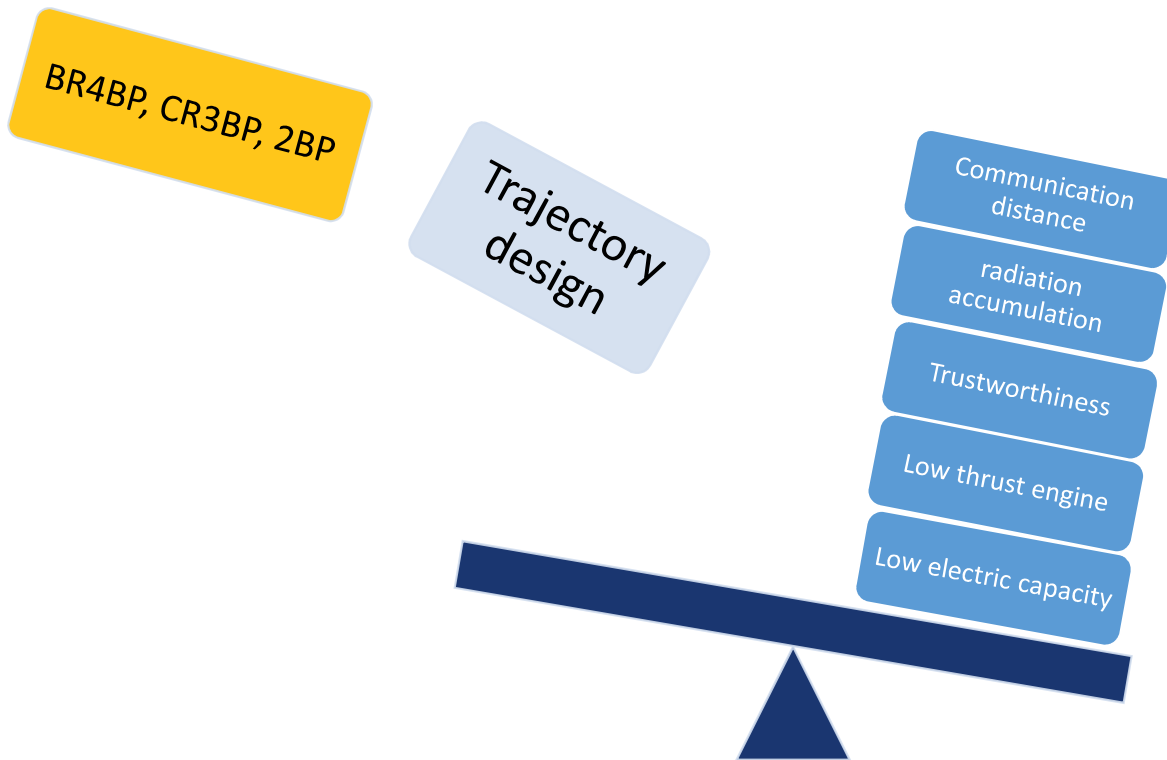 BR4BP, CR3BP, 2BP
Trajectory
design
Communication
distance
radiation
accumulation
Trustworthiness
Low thrust engine
Low electric capacity